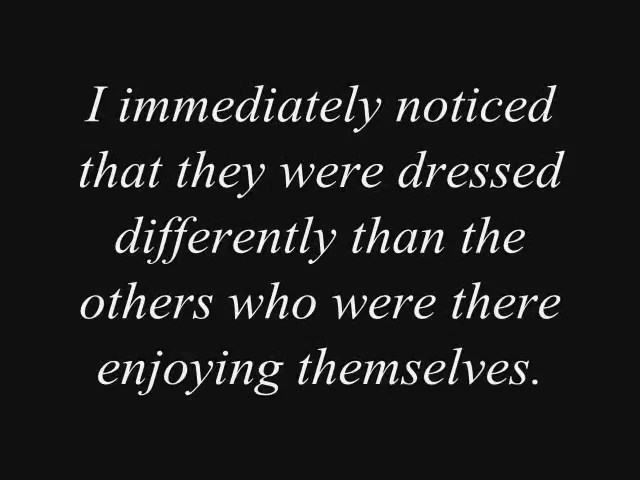 I immediately noticed
that they were dressed
differently than the
others who were there
enjoying themselves.